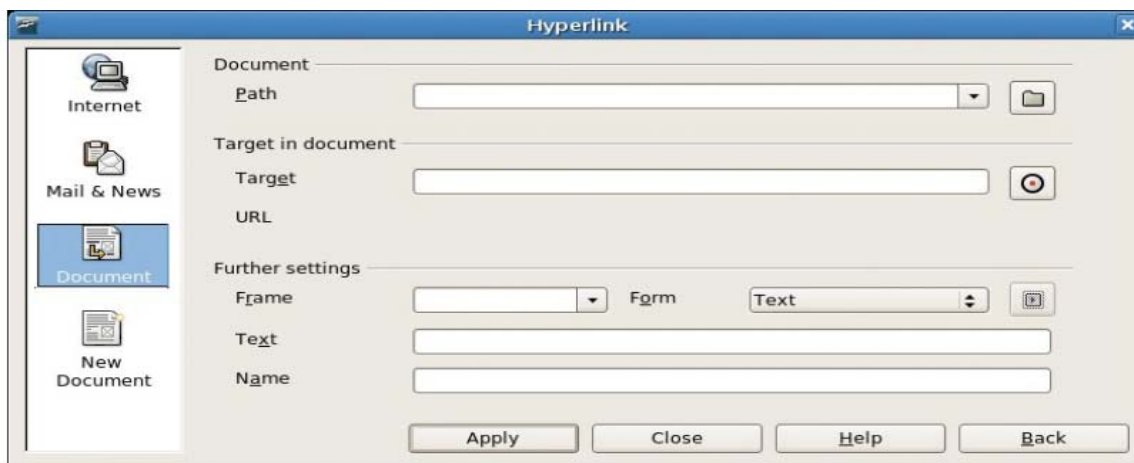 Hyperlink
Internet
Mail & News
Document
New
Document
Document
Path
Target in document
Target
URL
Further settings
Frame Form Text
Text
Name
Apply Close Help Back